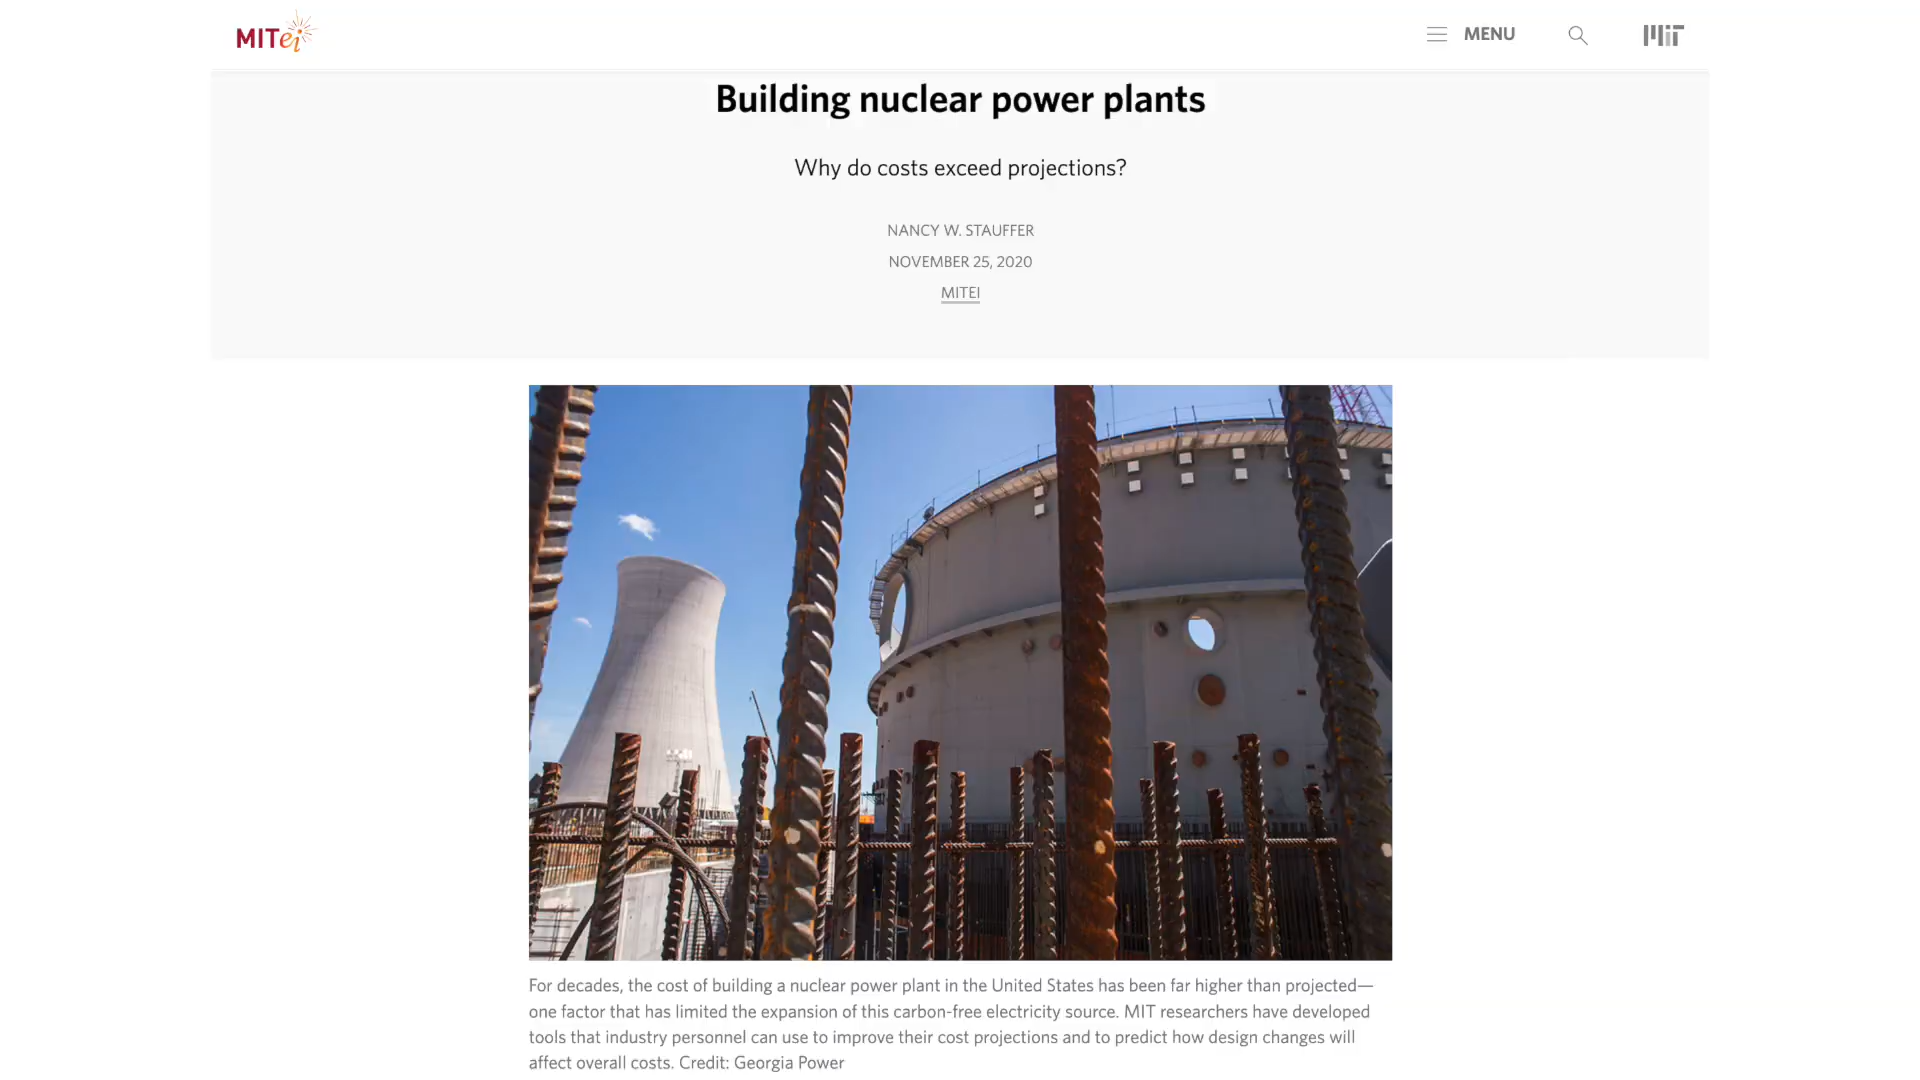 MITei
MENU
MIT
Building nuclear power plants
Why do costs exceed projections?
NANCY W. STAUFFER
NOVEMBER 25, 2020
MITEI
For decades, the cost of building a nuclear power plant in the United States has been far higher than projected—
one factor that has limited the expansion of this carbon-free electricity source. MIT researchers have developed
tools that industry personnel can use to improve their cost projections and to predict how design changes will
affect overall costs. Credit: Georgia Power